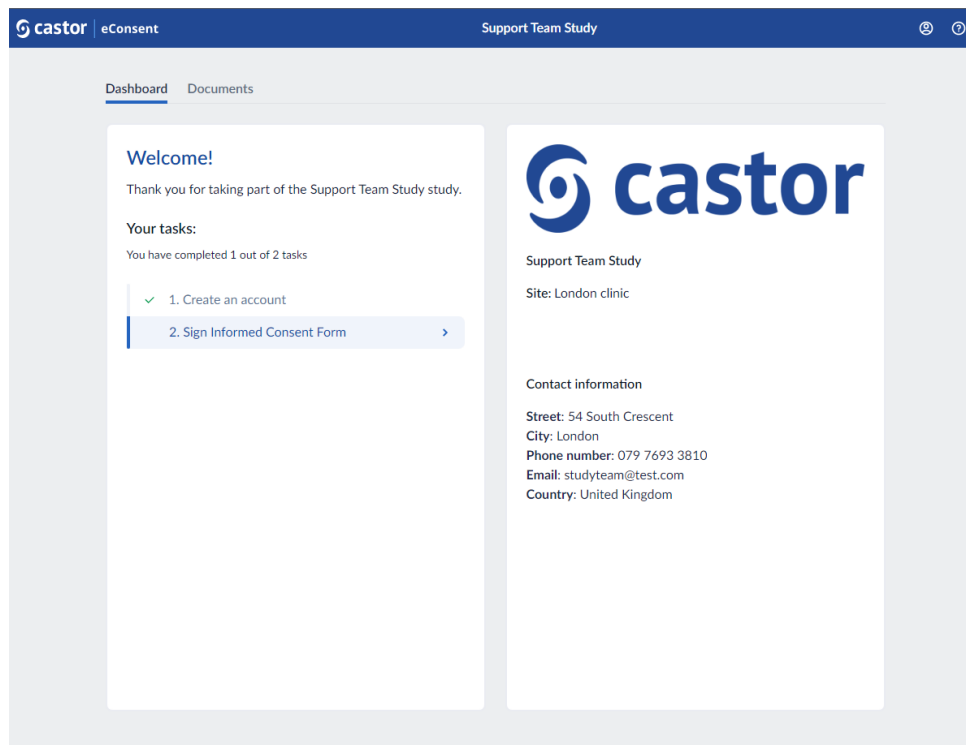 castor eConsent Support Team Study
Dashboard Documents
Welcome!
Thank you for taking part of the Support Team Study study.
Your tasks:
You have completed 1 out of 2 tasks
1. Create an account
2. Sign Informed Consent Form
castor
Support Team Study
Site: London clinic
Contact information
Street: 54 South Crescent
City: London
Phone number: 079 7693 3810
Email: studyteam@test.com
Country: United Kingdom